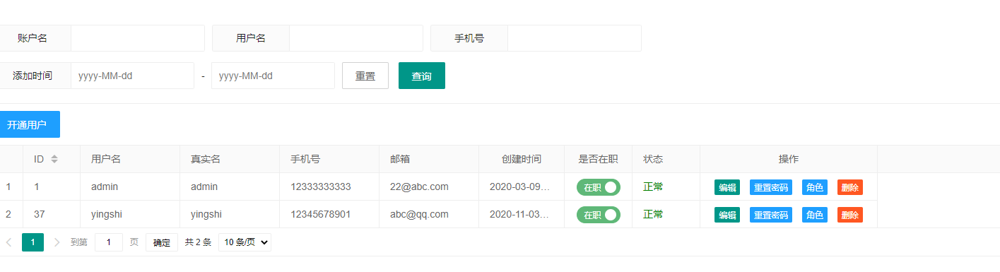 账户名 用户名 手机号
添加时间 yyyy-MM-dd - yyyy-MM-dd 重置 查询
开通用户
ID 用户名 真实名 手机号 邮箱 创建时间 是否在职 状态 操作
1 1 admin admin 12333333333 22@abc.com 2020-03-09... 在职 正常 编辑 重置密码 角色 删除
2 37 yingshi yingshi 12345678901 abc@qq.com 2020-11-03... 在职 正常 编辑 重置密码 角色 删除
1 到第 1 页 确定 共 2 条 10 条/页